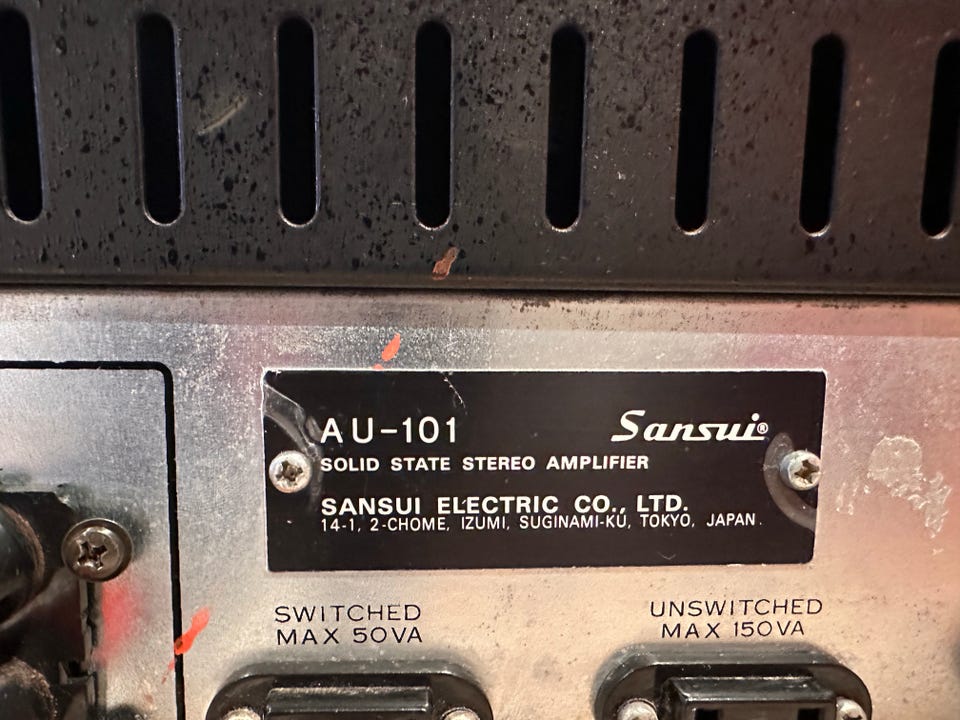 AU-101 Sansui®
SOLID STATE STEREO AMPLIFIER
SANSUI ELECTRIC CO., LTD.
14-1, 2-CHOME, IZUMI, SUGINAMI-KU, TOKYO, JAPAN.
SWITCHED
MAX 50VA
UNSWITCHED
MAX 150VA